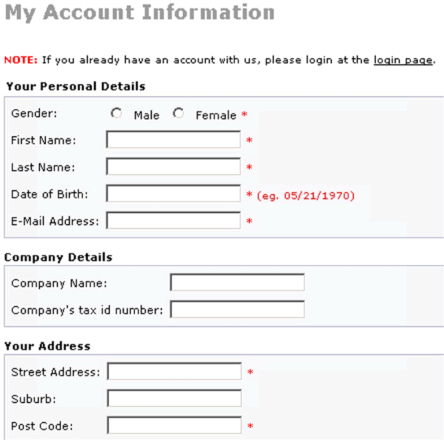 My Account Information
NOTE: If you already have an account with us, please login at the login page.
Your Personal Details
Gender: Male Female *
First Name: *
Last Name: *
Date of Birth: * (eg. 05/21/1970)
E-Mail Address: *
Company Details
Company Name:
Company's tax id number:
Your Address
Street Address: *
Suburb:
Post Code: *